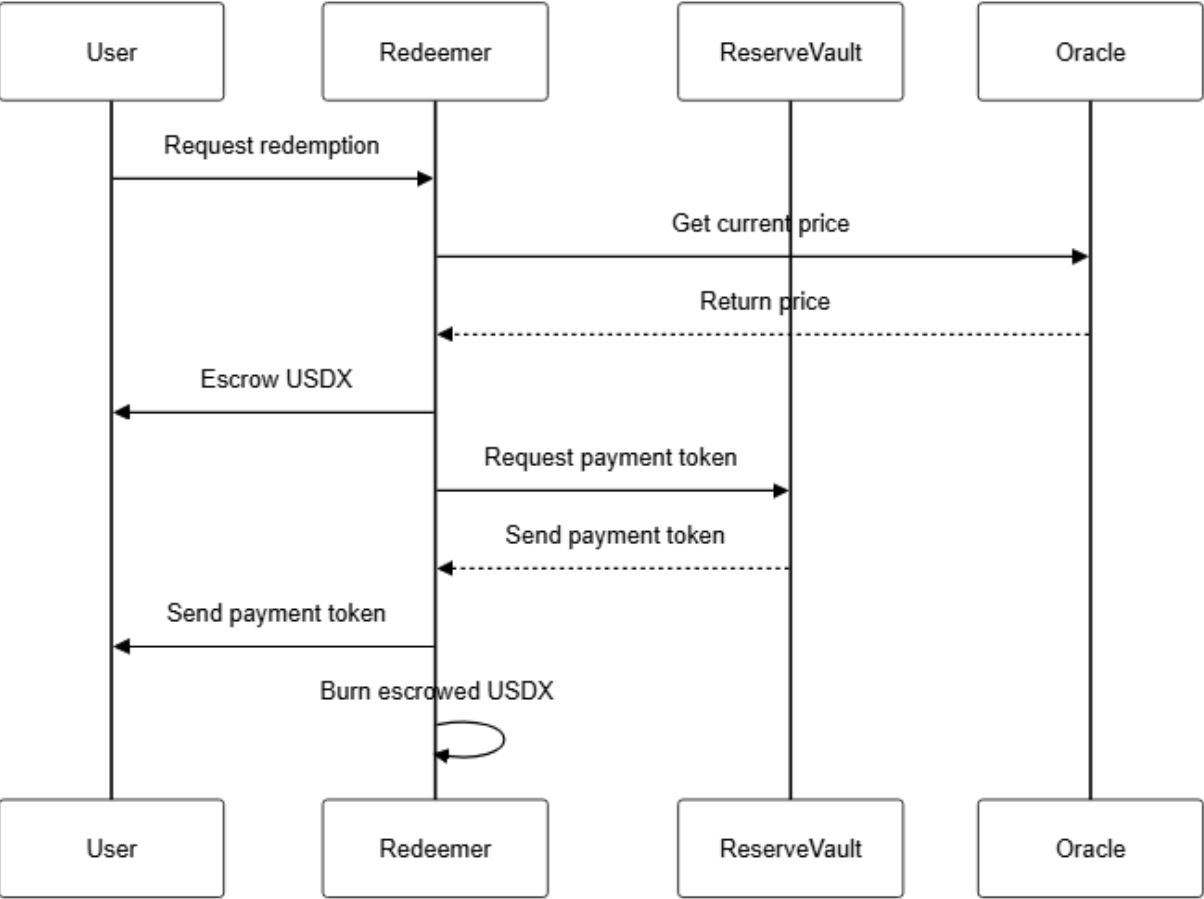 User
Redeemer
ReserveVault
Oracle
Request redemption
Get current price
Return price
Escrow USDX
Request payment token
Send payment token
Send payment token
Burn escrowed USDX
User
Redeemer
ReserveVault
Oracle